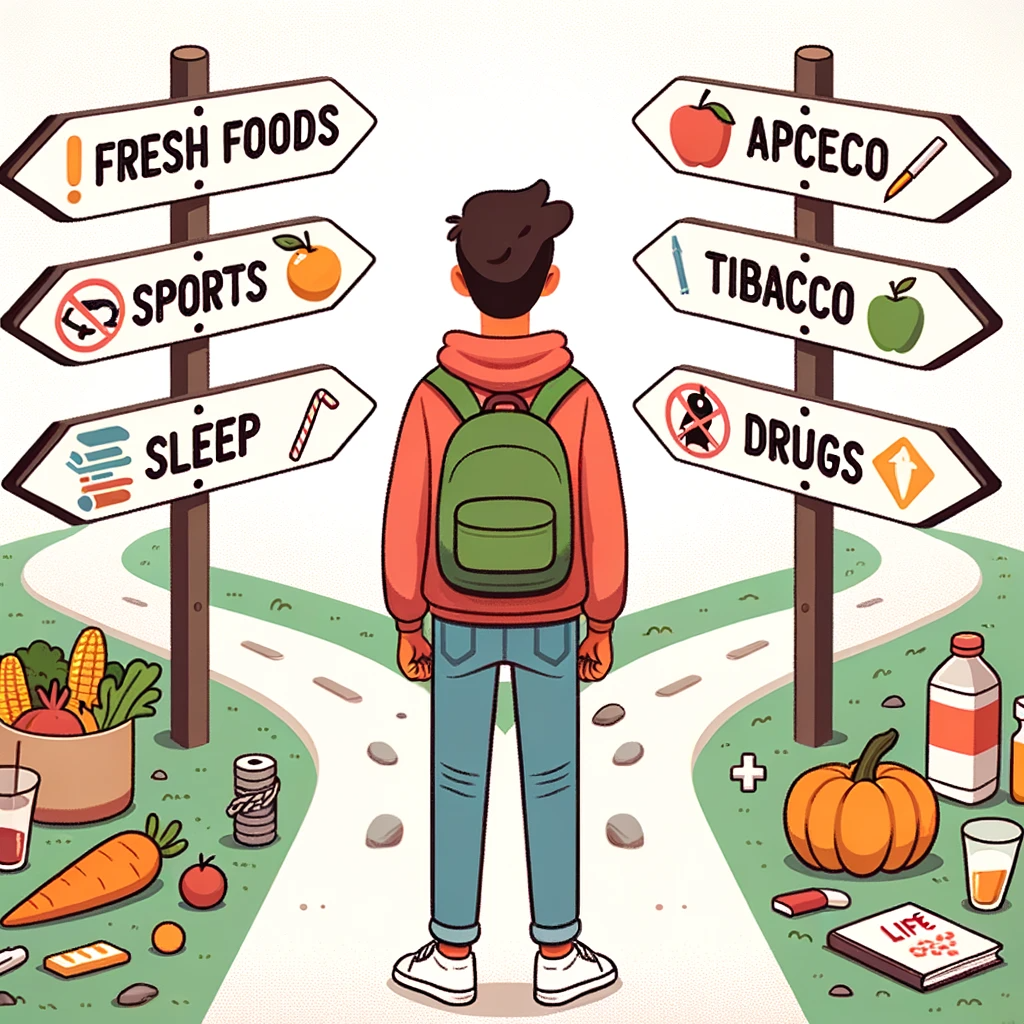 FRESH FOODS
SPORTS
SLEEP
APCECO
TIBACCO
DRUGS
LIFE